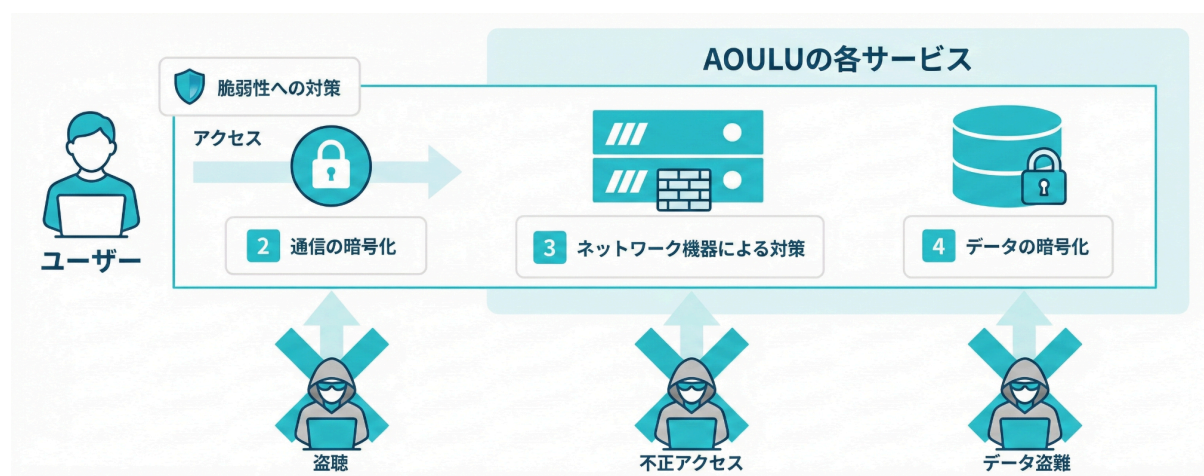 AOULUの各サービス
脆弱性への対策
アクセス
ユーザー
2 通信の暗号化
3 ネットワーク機器による対策
4 データの暗号化
盗聴
不正アクセス
データ盗難